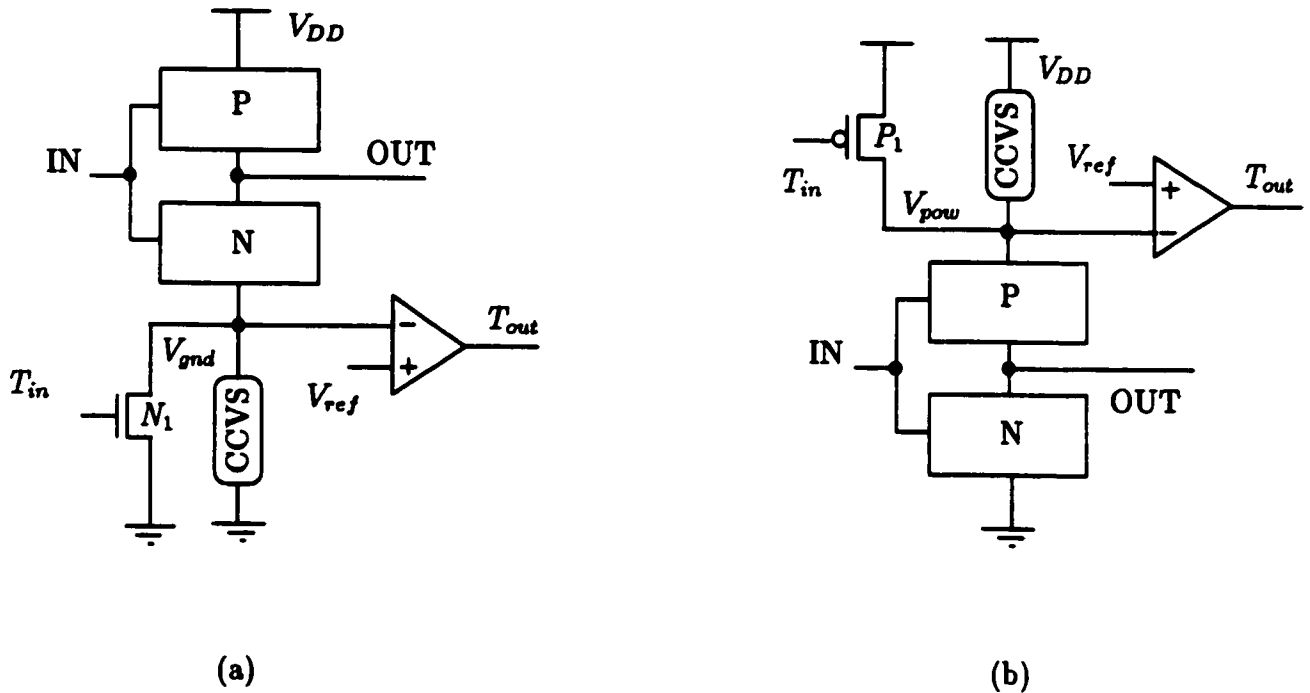 V_DD
P
IN
OUT
N
V_gnd
−
+
T_out
V_ref
T_in
N_1
CCVS
(a)
V_DD
CCVS
P_1
T_in
V_pow
V_ref
+
−
T_out
P
IN
OUT
N
(b)